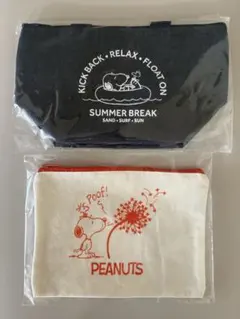 KICK BACK • RELAX • FLOAT ON
SUMMER BREAK
SAND • SURF • SUN
POOF!
PEANUTS